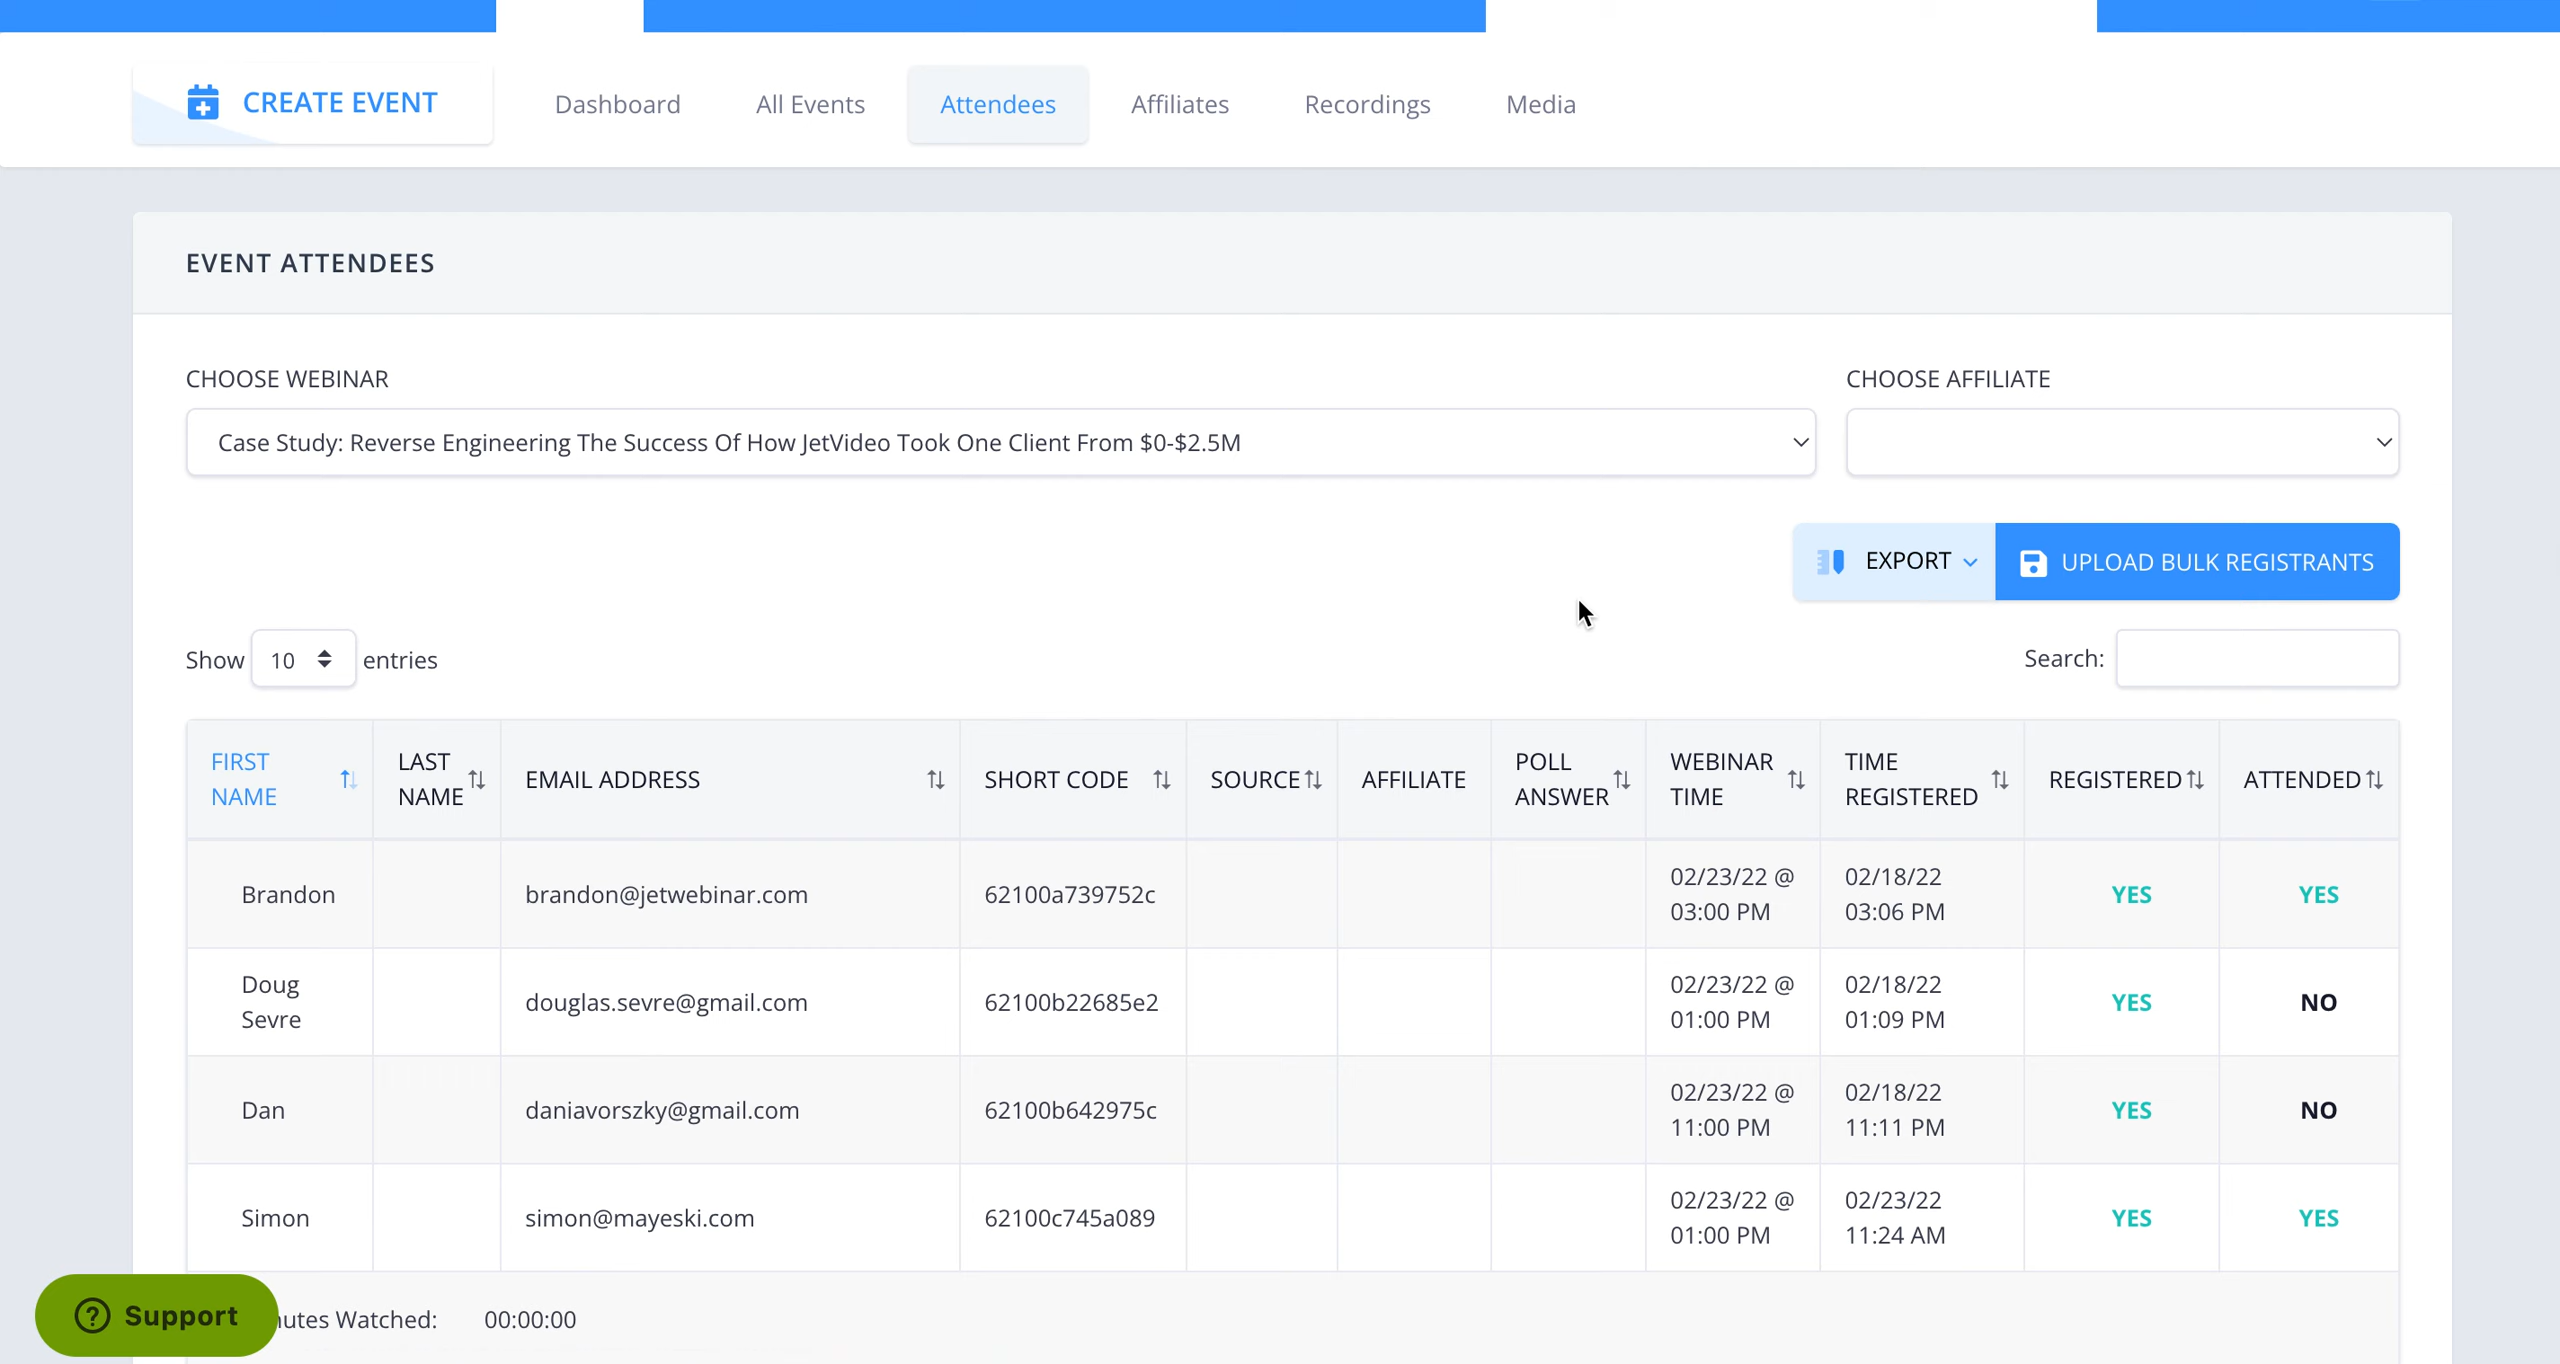 CREATE EVENT Dashboard All Events Attendees Affiliates Recordings Media
EVENT ATTENDEES
CHOOSE WEBINAR CHOOSE AFFILIATE
Case Study: Reverse Engineering The Success Of How JetVideo Took One Client From $0-$2.5M
EXPORT UPLOAD BULK REGISTRANTS
Show 10 entries Search:
FIRST NAME LAST NAME EMAIL ADDRESS SHORT CODE SOURCE AFFILIATE POLL ANSWER WEBINAR TIME TIME REGISTERED REGISTERED ATTENDED
Brandon brandon@jetwebinar.com 62100a739752c 02/23/22 @ 03:00 PM 02/18/22 03:06 PM YES YES
Doug Sevre douglas.sevre@gmail.com 62100b22685e2 02/23/22 @ 01:00 PM 02/18/22 01:09 PM YES NO
Dan daniavorszky@gmail.com 62100b642975c 02/23/22 @ 11:00 PM 02/18/22 11:11 PM YES NO
Simon simon@mayeski.com 62100c745a089 02/23/22 @ 01:00 PM 02/23/22 11:24 AM YES YES
Support Watched: 00:00:00